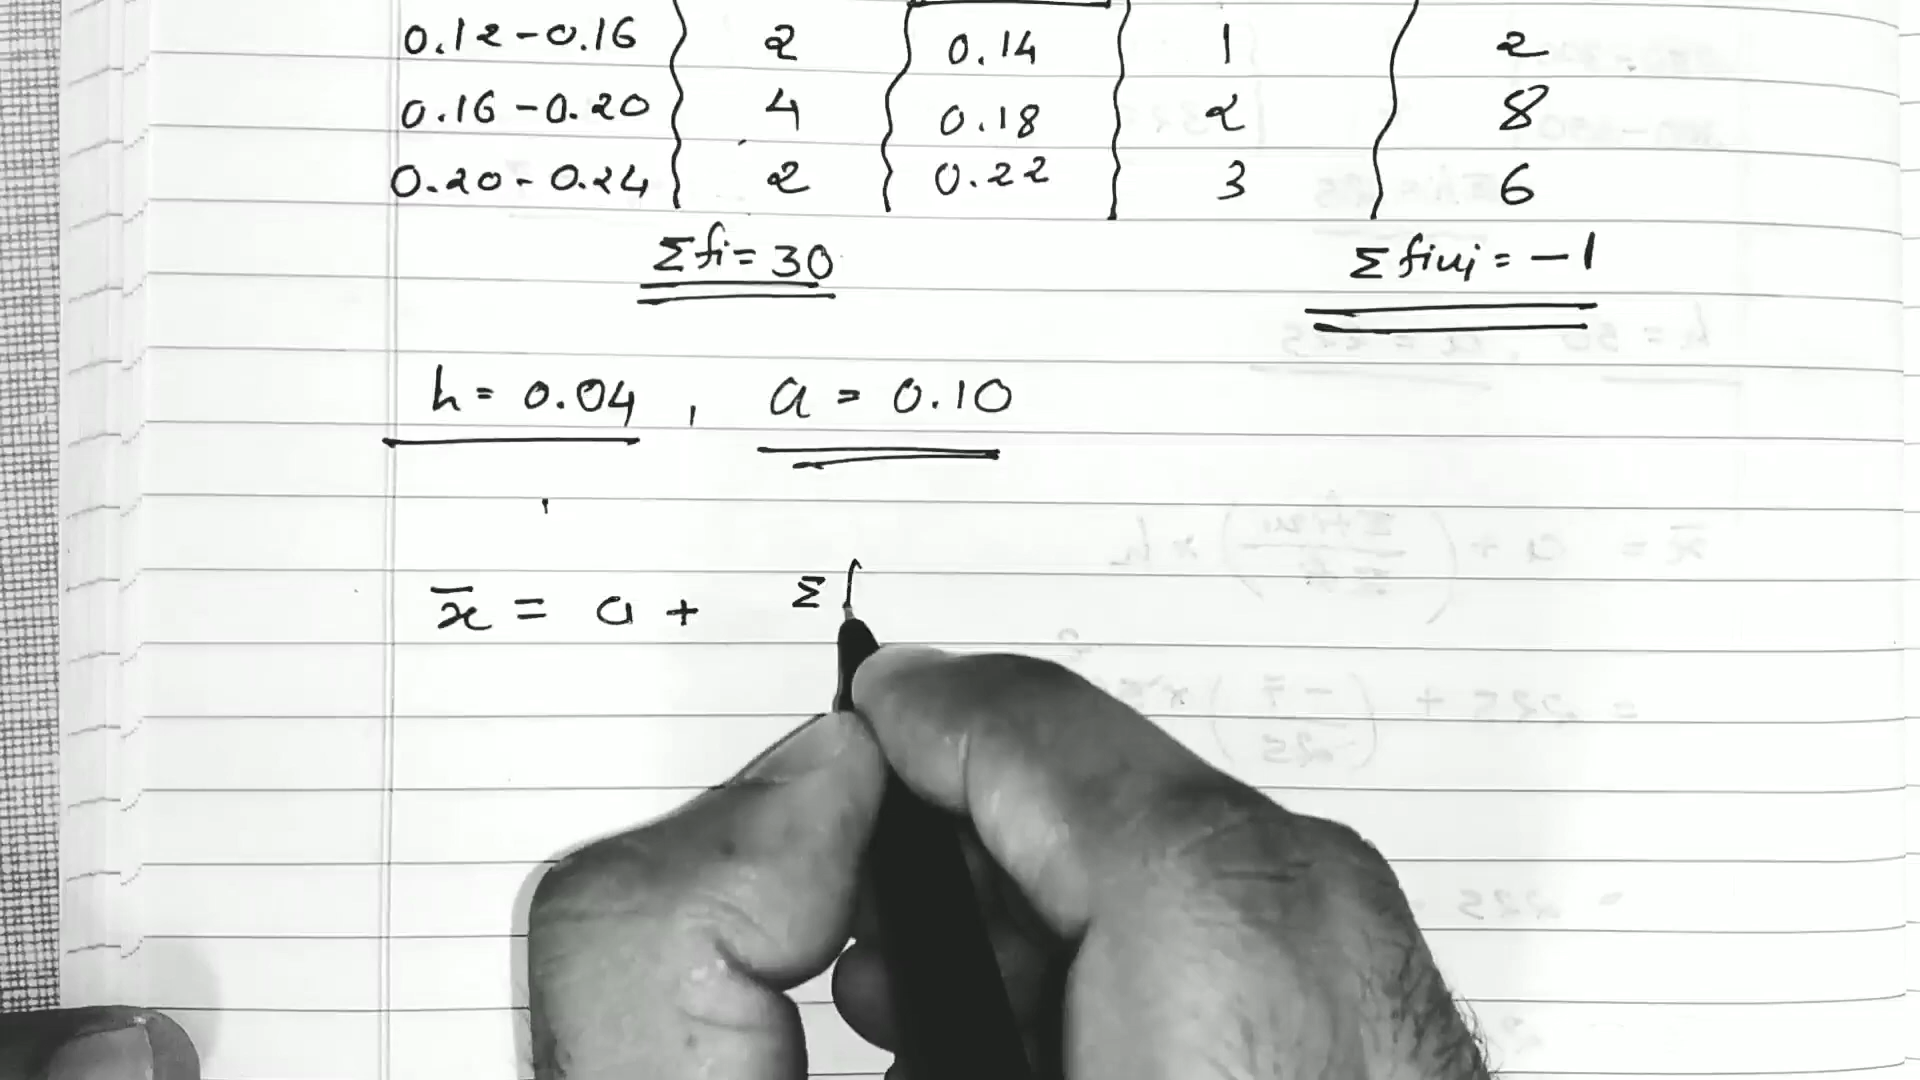 0.12-0.16 2 0.14 1 2
0.16-0.20 4 0.18 2 8
0.20-0.24 2 0.22 3 6
Σfi=30 Σfiui=-1
h=0.04, a=0.10
x̄ = a + Σf